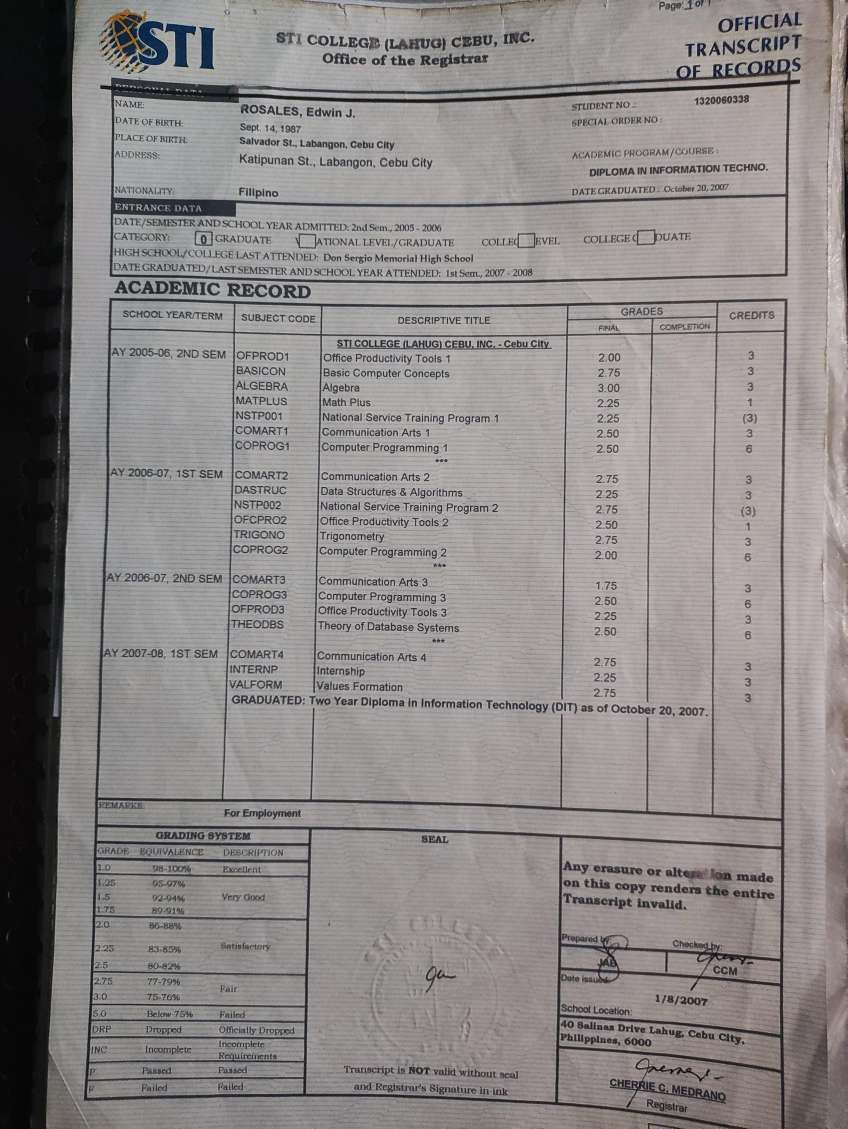 Page: 1 of 1
STI
STI COLLEGE (LAHUG) CEBU, INC.
Office of the Registrar
OFFICIAL
TRANSCRIPT
OF RECORDS
PERSONAL DATA
NAME: ROSALES, Edwin J.
STUDENT NO.: 1320060338
DATE OF BIRTH: Sept. 14, 1987
SPECIAL ORDER NO:
PLACE OF BIRTH: Salvador St., Labangon, Cebu City
ADDRESS: Katipunan St., Labangon, Cebu City
ACADEMIC PROGRAM/COURSE:
DIPLOMA IN INFORMATION TECHNO.
NATIONALITY: Filipino
DATE GRADUATED: October 20, 2007
ENTRANCE DATA
DATE/SEMESTER AND SCHOOL YEAR ADMITTED: 2nd Sem., 2005 - 2006
CATEGORY: 0 GRADUATE ATIONAL LEVEL/GRADUATE COLLEG EVEL COLLEGE DUATE
HIGH SCHOOL/COLLEGE LAST ATTENDED: Don Sergio Memorial High School
DATE GRADUATED/LAST SEMESTER AND SCHOOL YEAR ATTENDED: 1st Sem., 2007 - 2008
ACADEMIC RECORD
SCHOOL YEAR/TERM SUBJECT CODE DESCRIPTIVE TITLE GRADES CREDITS
FINAL COMPLETION
STI COLLEGE (LAHUG) CEBU, INC. - Cebu City
AY 2005-06, 2ND SEM OFPROD1 Office Productivity Tools 1 2.00 3
BASICON Basic Computer Concepts 2.75 3
ALGEBRA Algebra 3.00 3
MATPLUS Math Plus 2.25 1
NSTP001 National Service Training Program 1 2.25 (3)
COMART1 Communication Arts 1 2.50 3
COPROG1 Computer Programming 1 2.50 6
***
AY 2006-07, 1ST SEM COMART2 Communication Arts 2 2.75 3
DASTRUC Data Structures & Algorithms 2.25 3
NSTP002 National Service Training Program 2 2.75 (3)
OFCPRO2 Office Productivity Tools 2 2.50 1
TRIGONO Trigonometry 2.75 3
COPROG2 Computer Programming 2 2.00 6
***
AY 2006-07, 2ND SEM COMART3 Communication Arts 3 1.75 3
COPROG3 Computer Programming 3 2.50 6
OFPROD3 Office Productivity Tools 3 2.25 3
THEODBS Theory of Database Systems 2.50 6
***
AY 2007-08, 1ST SEM COMART4 Communication Arts 4 2.75 3
INTERNP Internship 2.25 3
VALFORM Values Formation 2.75 3
GRADUATED: Two Year Diploma in Information Technology (DIT) as of October 20, 2007.
REMARKS: For Employment
GRADING SYSTEM
GRADE EQUIVALENCE DESCRIPTION
1.0 98-100% Excellent
1.25 95-97%
1.5 92-94% Very Good
1.75 89-91%
2.0 86-88%
2.25 83-85% Satisfactory
2.5 80-82%
2.75 77-79% Fair
3.0 75-76%
5.0 Below 75% Failed
DRP Dropped Officially Dropped
INC Incomplete Incomplete Requirements
P Passed Passed
F Failed Failed
SEAL
STI COLLEGE
Transcript is NOT valid without seal
and Registrar's Signature in ink
Any erasure or alteration made
on this copy renders the entire
Transcript invalid.
Prepared by: Checked by:
JAB CCM
Date issued:
1/8/2007
School Location:
40 Salinas Drive Lahug, Cebu City,
Philippines, 6000
CHERRIE C. MEDRANO
Registrar